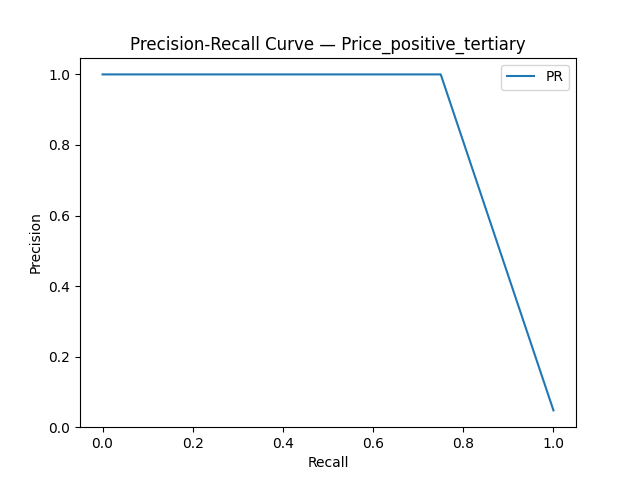 Precision-Recall Curve — Price_positive_tertiary
PR
1.0
0.8
0.6
0.4
0.2
0.0
Precision
0.0 0.2 0.4 0.6 0.8 1.0
Recall